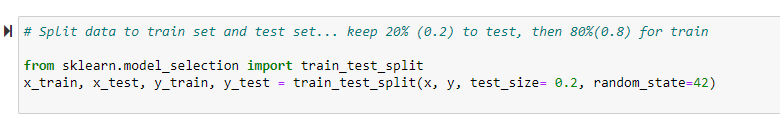 # Split data to train set and test set... keep 20% (0.2) to test, then 80%(0.8) for train
from sklearn.model_selection import train_test_split
x_train, x_test, y_train, y_test = train_test_split(x, y, test_size= 0.2, random_state=42)